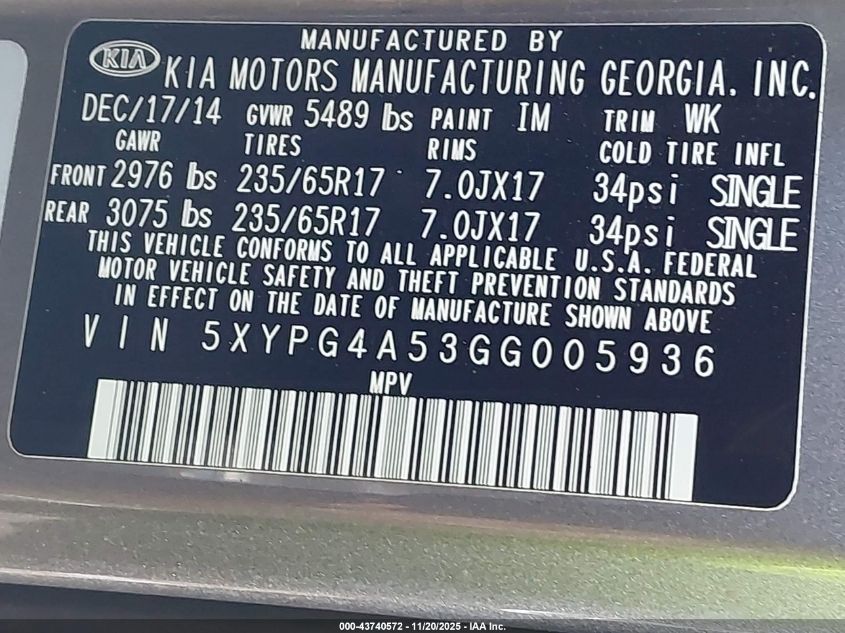 MANUFACTURED BY
KIA KIA MOTORS MANUFACTURING GEORGIA. INC.
DEC/17/14 GVWR 5489 lbs PAINT IM TRIM WK
GAWR TIRES RIMS COLD TIRE INFL
FRONT 2976 lbs 235/65R17 7.0JX17 34psi SINGLE
REAR 3075 lbs 235/65R17 7.0JX17 34psi SINGLE
THIS VEHICLE CONFORMS TO ALL APPLICABLE U.S.A. FEDERAL
MOTOR VEHICLE SAFETY AND THEFT PREVENTION STANDARDS
IN EFFECT ON THE DATE OF MANUFACTURE SHOWN ABOVE
VIN 5XYPG4A53GG005936
MPV
000-43740572 - 11/20/2025 - IAA Inc.